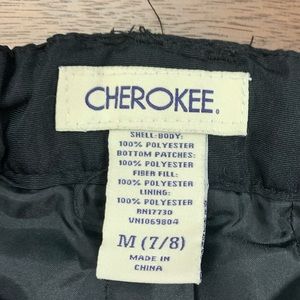 CHEROKEE.
SHELL-BODY:
100% POLYESTER
BOTTOM PATCHES:
100% POLYESTER
FIBER FILL:
100% POLYESTER
LINING:
100% POLYESTER
RN17730
VN1069804
M (7/8)
MADE IN
CHINA